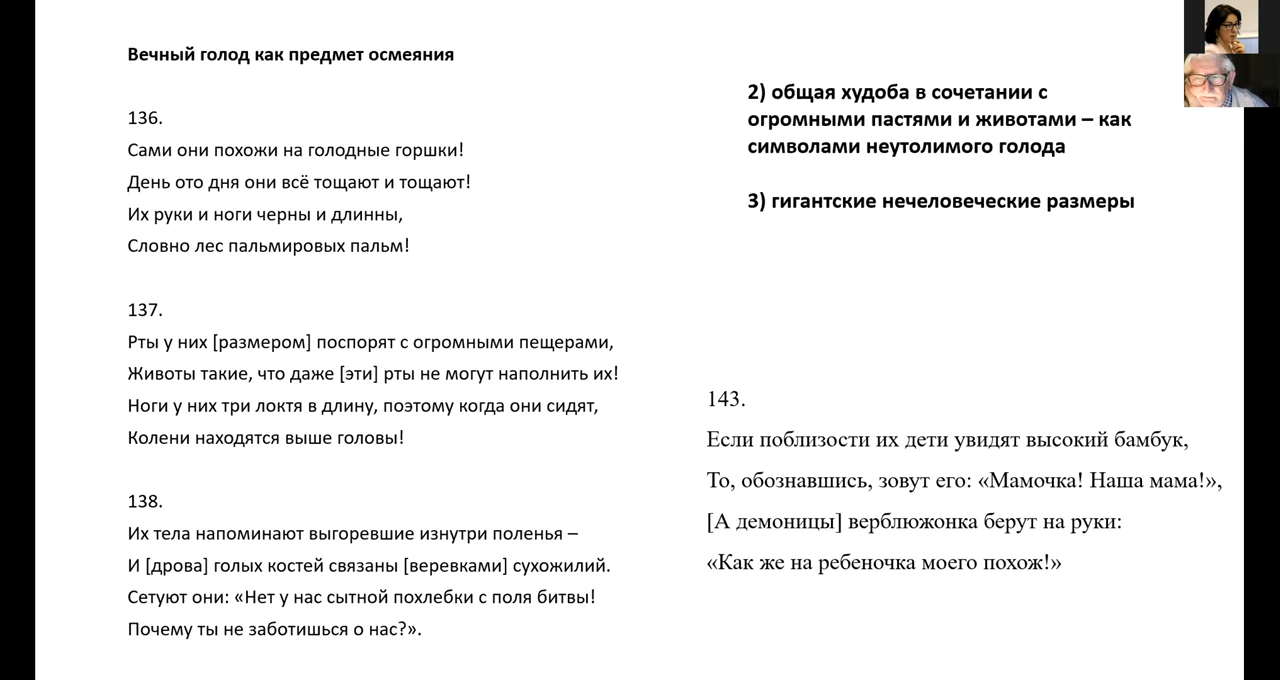 Вечный голод как предмет осмеяния
136.
Сами они похожи на голодные горшки!
День ото дня они всё тощают и тощают!
Их руки и ноги черны и длинны,
Словно лес пальмировых пальм!
137.
Рты у них [размером] поспорят с огромными пещерами,
Животы такие, что даже [эти] рты не могут наполнить их!
Ноги у них три локтя в длину, поэтому когда они сидят,
Колени находятся выше головы!
138.
Их тела напоминают выгоревшие изнутри поленья –
И [дрова] голых костей связаны [веревками] сухожилий.
Сетуют они: «Нет у нас сытной похлебки с поля битвы!
Почему ты не заботишься о нас?».
2) общая худоба в сочетании с
огромными пастями и животами – как
символами неутолимого голода
3) гигантские нечеловеческие размеры
143.
Если поблизости их дети увидят высокий бамбук,
То, обознавшись, зовут его: «Мамочка! Наша мама!»,
[А демоницы] верблюжонка берут на руки:
«Как же на ребеночка моего похож!»